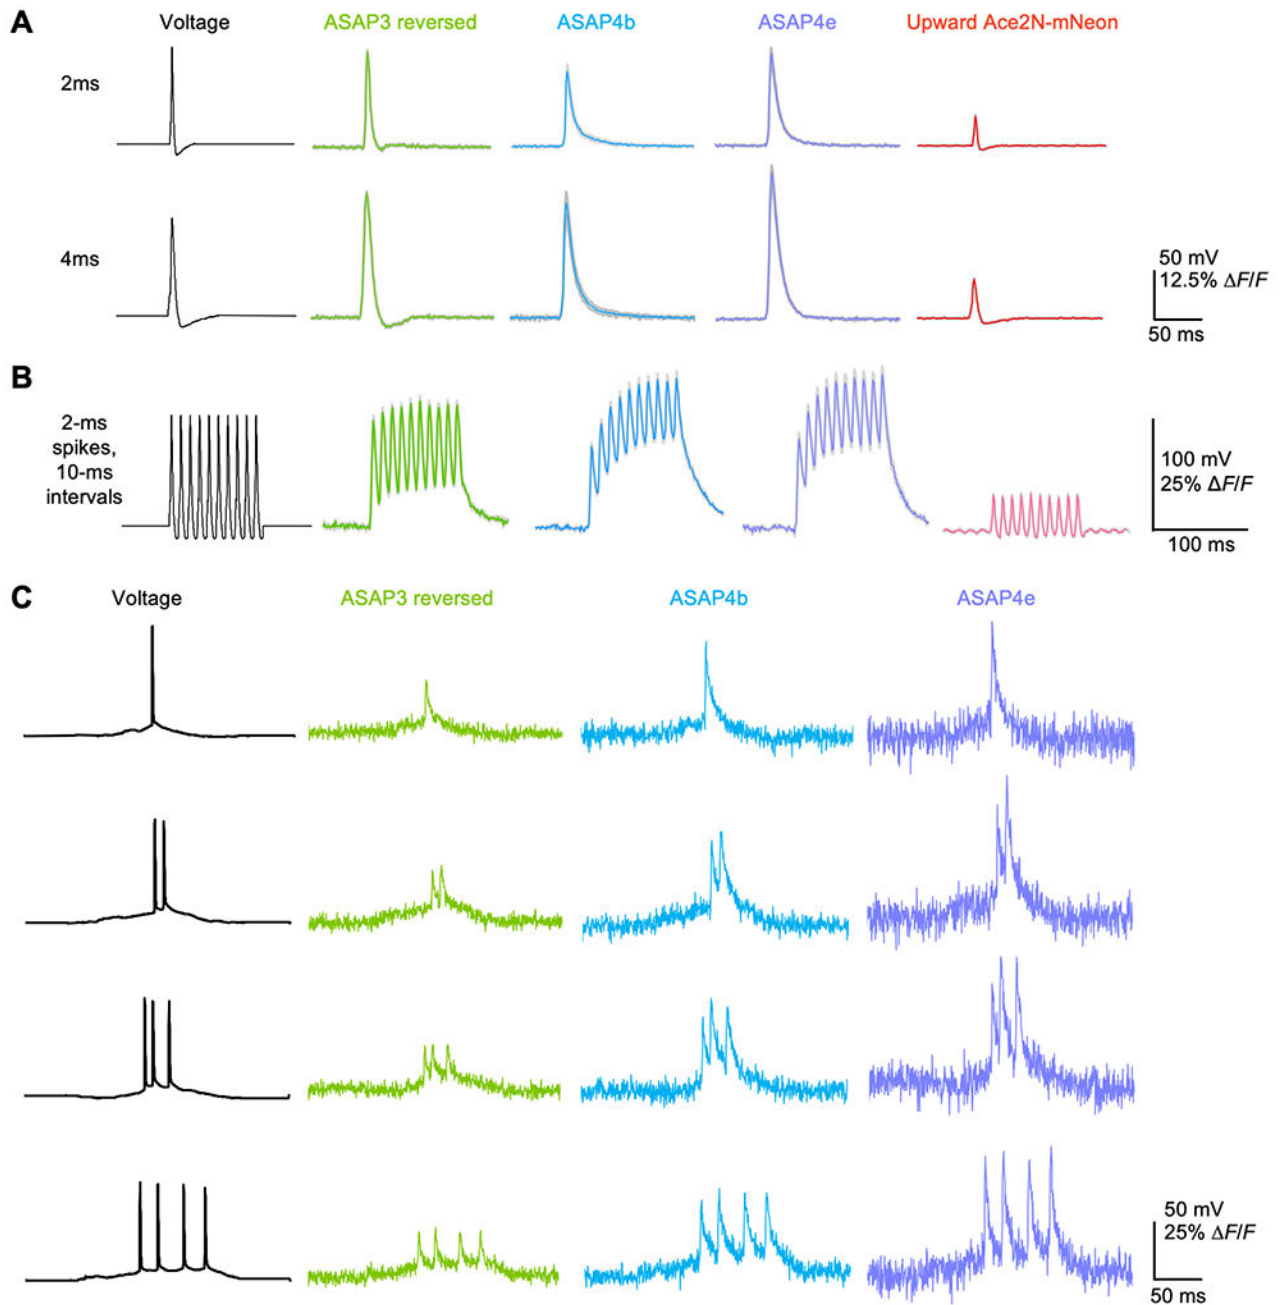 A
Voltage
ASAP3 reversed
ASAP4b
ASAP4e
Upward Ace2N-mNeon
2ms
4ms
50 mV
12.5% ΔF/F
50 ms
B
2-ms
spikes,
10-ms
intervals
100 mV
25% ΔF/F
100 ms
C
Voltage
ASAP3 reversed
ASAP4b
ASAP4e
50 mV
25% ΔF/F
50 ms